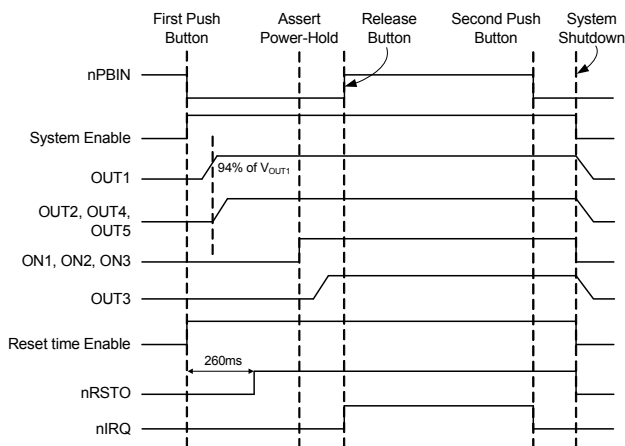 First Push
Button
Assert
Power-Hold
Release
Button
Second Push
Button
System
Shutdown
nPBIN
System Enable
OUT1
94% of VOUT1
OUT2, OUT4,
OUT5
ON1, ON2, ON3
OUT3
Reset time Enable
260ms
nRSTO
nIRQ